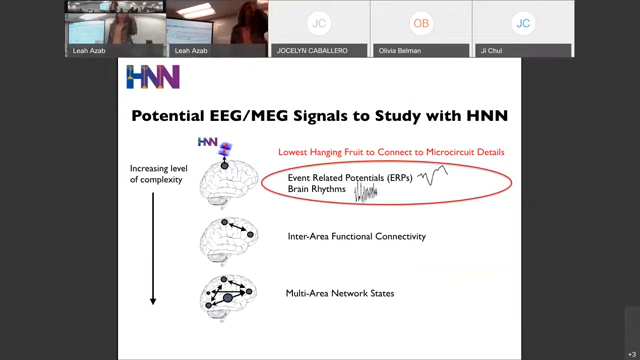 JC
OB
JC
Leah Azab
Leah Azab
JOCELYN CABALLERO
Olivia Belman
Ji Chul
HNN
Potential EEG/MEG Signals to Study with HNN
HNN
Lowest Hanging Fruit to Connect to Microcircuit Details
Increasing level
of complexity
Event Related Potentials (ERPs)
Brain Rhythms
Inter-Area Functional Connectivity
Multi-Area Network States
+3